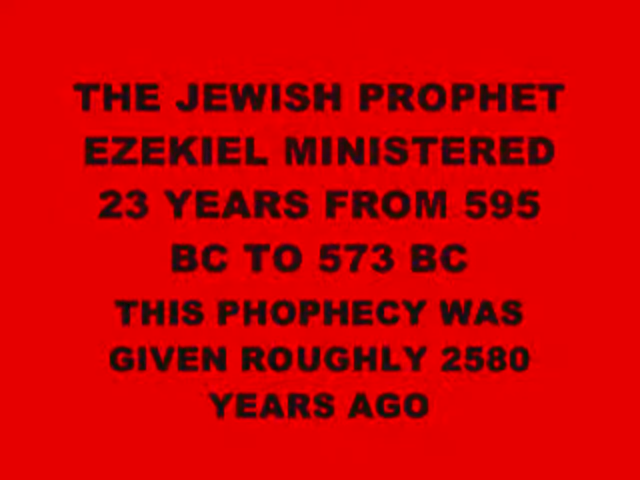 THE JEWISH PROPHET
EZEKIEL MINISTERED
23 YEARS FROM 595
BC TO 573 BC
THIS PHOPHECY WAS
GIVEN ROUGHLY 2580
YEARS AGO